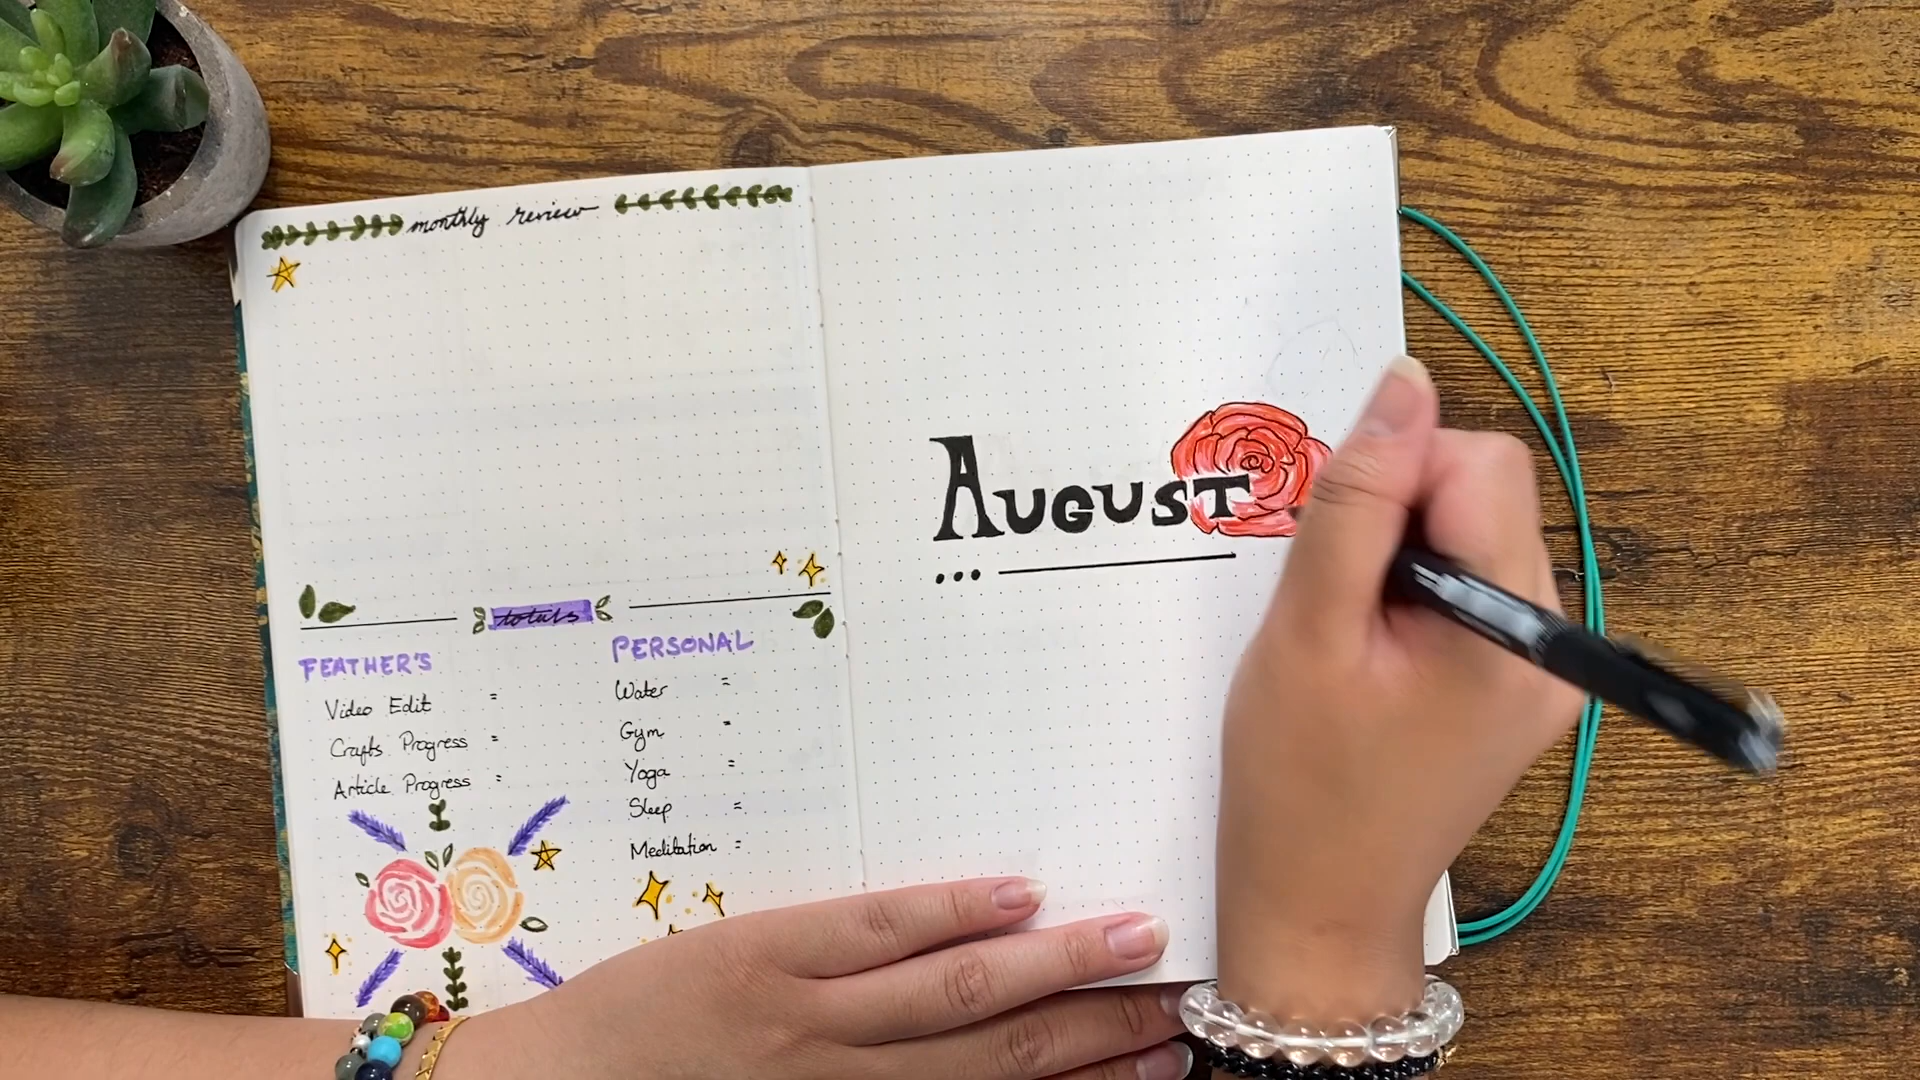 monthly review
totals
FEATHER'S
Video Edit =
Crafts Progress =
Article Progress =
PERSONAL
Water =
Gym =
Yoga =
Sleep =
Meditation =
AUGUST